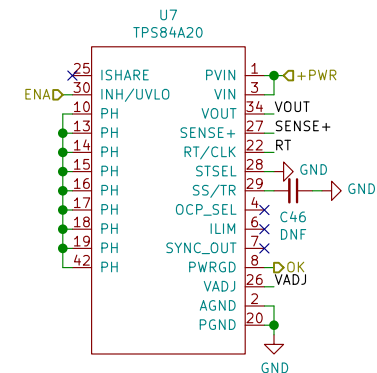 U7
TPS84A20
25 ISHARE PVIN 1 +PWR
ENA 30 INH/UVLO VIN 3
10 PH VOUT 34 VOUT
13 PH SENSE+ 27 SENSE+
14 PH RT/CLK 22 RT
15 PH STSEL 28 GND
16 PH SS/TR 29 GND
17 PH OCP_SEL 4 C46
18 PH ILIM 6 DNF
19 PH SYNC_OUT 7
42 PH PWRGD 8 OK
VADJ 26 VADJ
AGND 2
PGND 20
GND